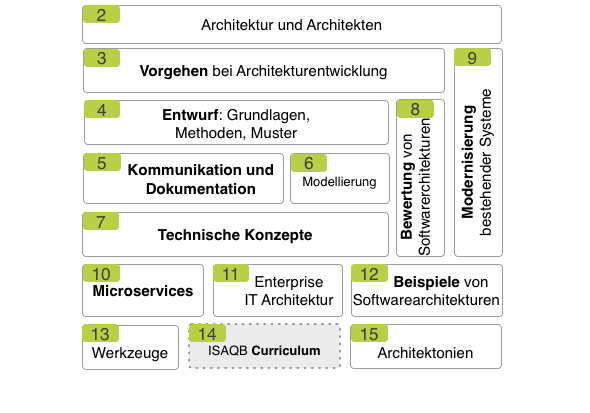 2
Architektur und Architekten
3
Vorgehen bei Architekturentwicklung
9
Modernisierung
bestehender Systeme
4
Entwurf: Grundlagen,
Methoden, Muster
8
Bewertung von
Softwarerchitekturen
5
Kommunikation und
Dokumentation
6
Modellierung
7
Technische Konzepte
10
Microservices
11
Enterprise
IT Architektur
12
Beispiele von
Softwarearchitekturen
13
Werkzeuge
14
ISAQB Curriculum
15
Architektonien